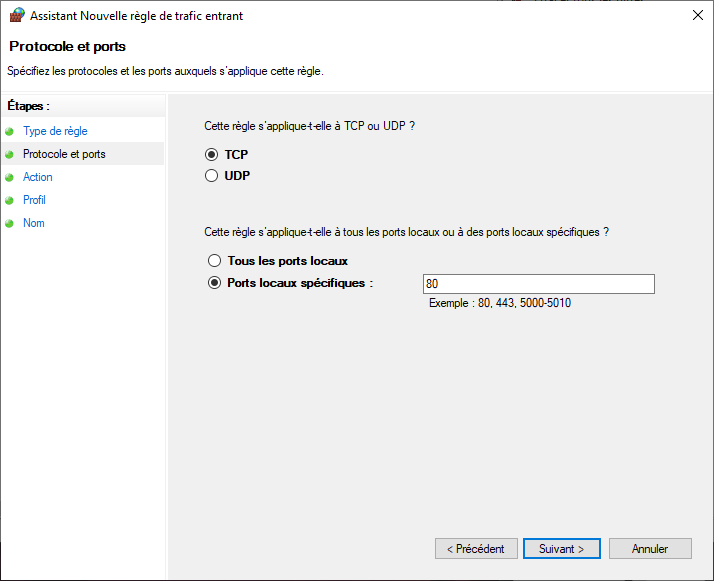 Assistant Nouvelle règle de trafic entrant
Protocole et ports
Spécifiez les protocoles et les ports auxquels s'applique cette règle.
Étapes :
Type de règle
Protocole et ports
Action
Profil
Nom
Cette règle s'applique-t-elle à TCP ou UDP ?
TCP
UDP
Cette règle s'applique-t-elle à tous les ports locaux ou à des ports locaux spécifiques ?
Tous les ports locaux
Ports locaux spécifiques : 80
Exemple : 80, 443, 5000-5010
< Précédent Suivant > Annuler